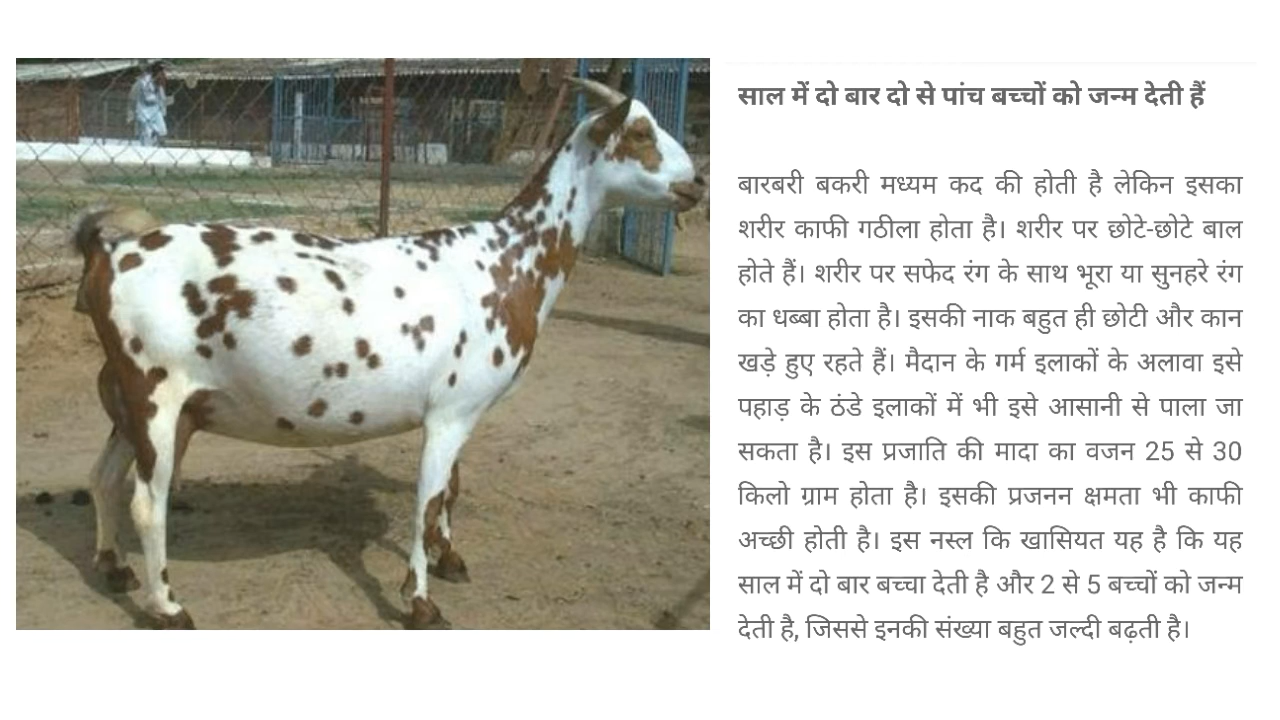 साल में दो बार दो से पांच बच्चों को जन्म देती हैं
बारबरी बकरी मध्यम कद की होती है लेकिन इसका
शरीर काफी गठीला होता है। शरीर पर छोटे-छोटे बाल
होते हैं। शरीर पर सफेद रंग के साथ भूरा या सुनहरे रंग
का धब्बा होता है। इसकी नाक बहुत ही छोटी और कान
खड़े हुए रहते हैं। मैदान के गर्म इलाकों के अलावा इसे
पहाड़ के ठंडे इलाकों में भी इसे आसानी से पाला जा
सकता है। इस प्रजाति की मादा का वजन 25 से 30
किलो ग्राम होता है। इसकी प्रजनन क्षमता भी काफी
अच्छी होती है। इस नस्ल कि खासियत यह है कि यह
साल में दो बार बच्चा देती है और 2 से 5 बच्चों को जन्म
देती है, जिससे इनकी संख्या बहुत जल्दी बढ़ती है।